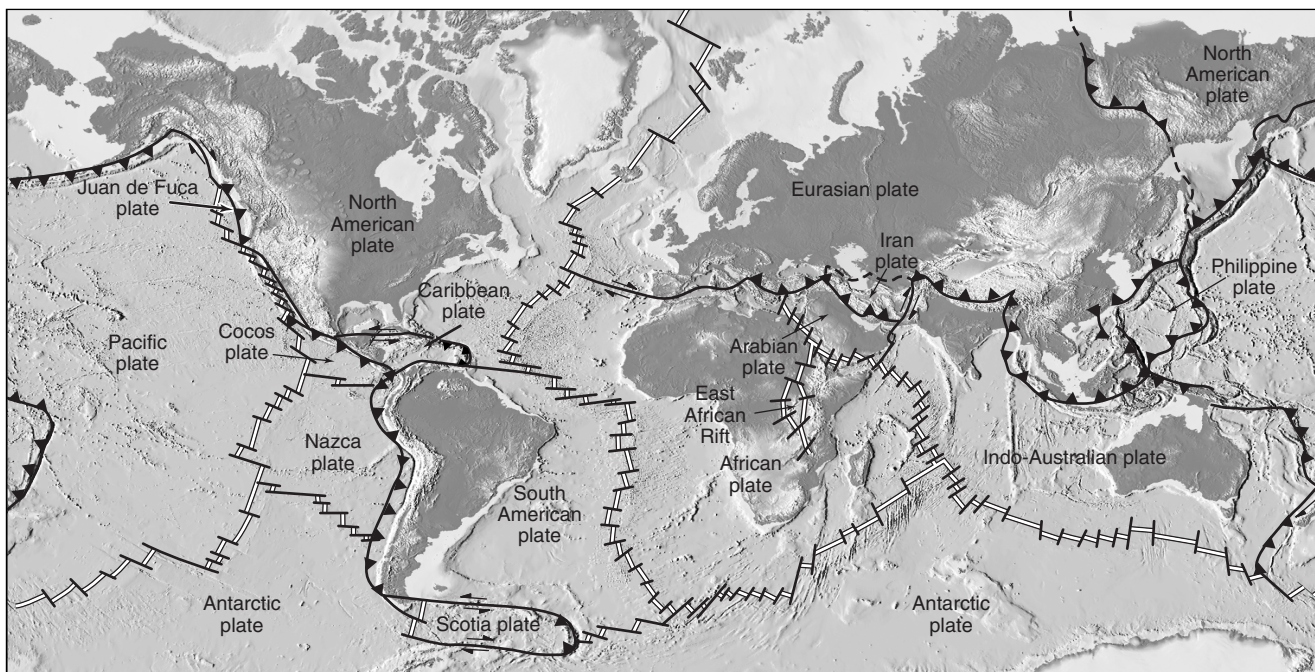 North
American
plate
Juan de Fuca
plate
North
American
plate
Eurasian plate
Iran
plate
Philippine
plate
Caribbean
plate
Cocos
plate
Pacific
plate
Arabian
plate
East
African
Rift
Nazca
plate
African
plate
Indo-Australian plate
South
American
plate
Antarctic
plate
Scotia plate
Antarctic
plate